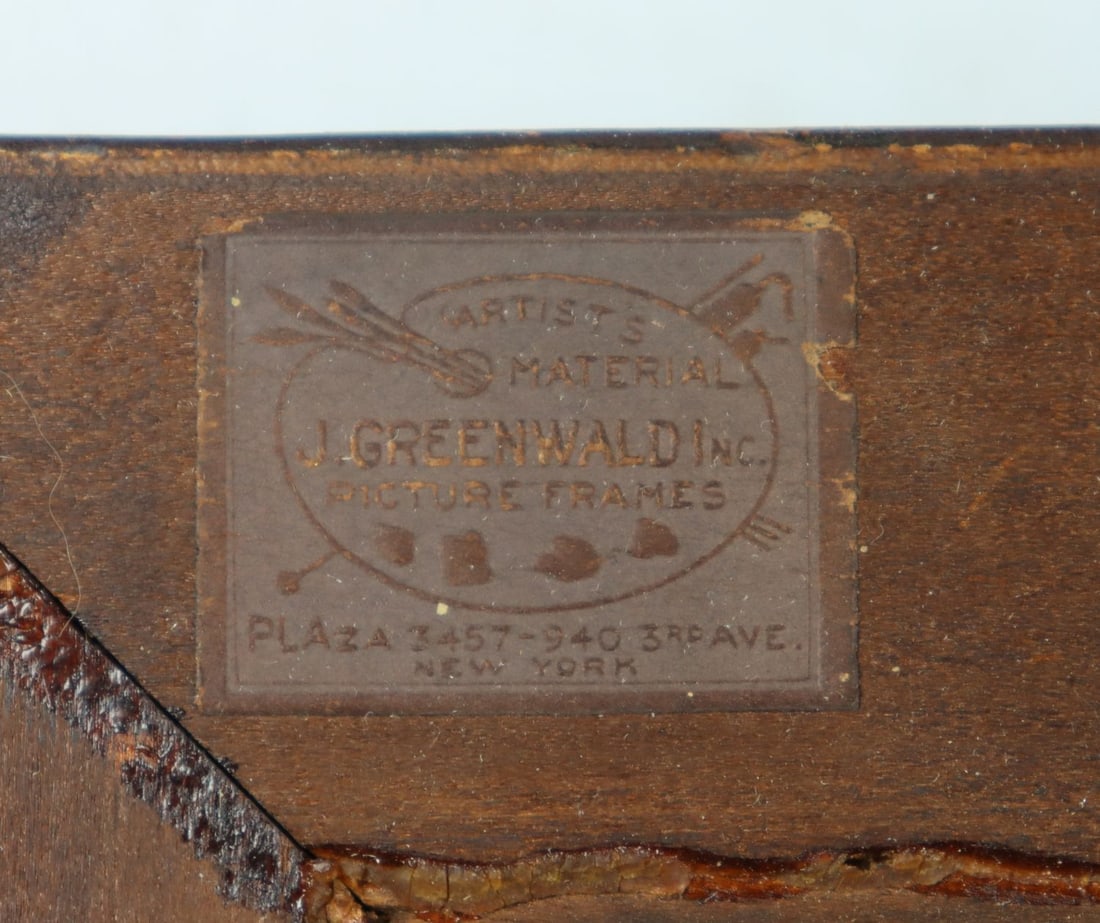 ARTIST'S
MATERIAL
J. GREENWALD INC.
PICTURE FRAMES
PLAZA 3457-940 3RD AVE.
NEW YORK